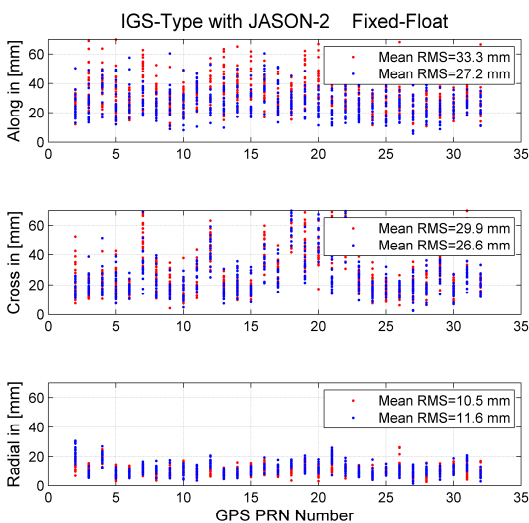 IGS-Type with JASON-2 Fixed-Float
Along in [mm]
60
40
20
0
Mean RMS=33.3 mm
Mean RMS=27.2 mm
0 5 10 15 20 25 30 35
Cross in [mm]
60
40
20
0
Mean RMS=29.9 mm
Mean RMS=26.6 mm
0 5 10 15 20 25 30 35
Radial in [mm]
60
40
20
0
Mean RMS=10.5 mm
Mean RMS=11.6 mm
0 5 10 15 20 25 30 35
GPS PRN Number